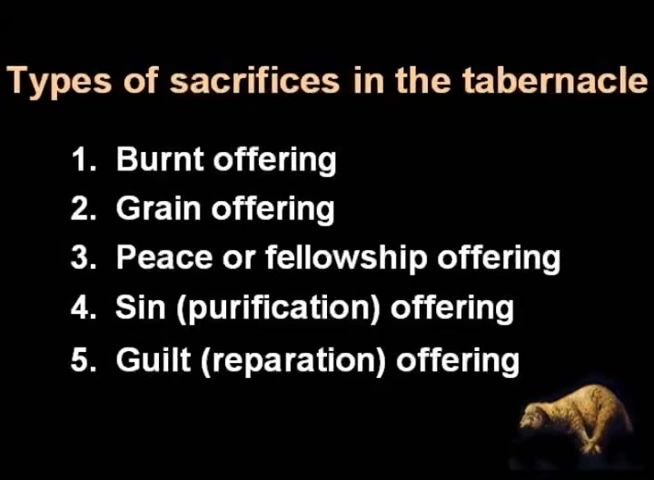 Types of sacrifices in the tabernacle
1. Burnt offering
2. Grain offering
3. Peace or fellowship offering
4. Sin (purification) offering
5. Guilt (reparation) offering